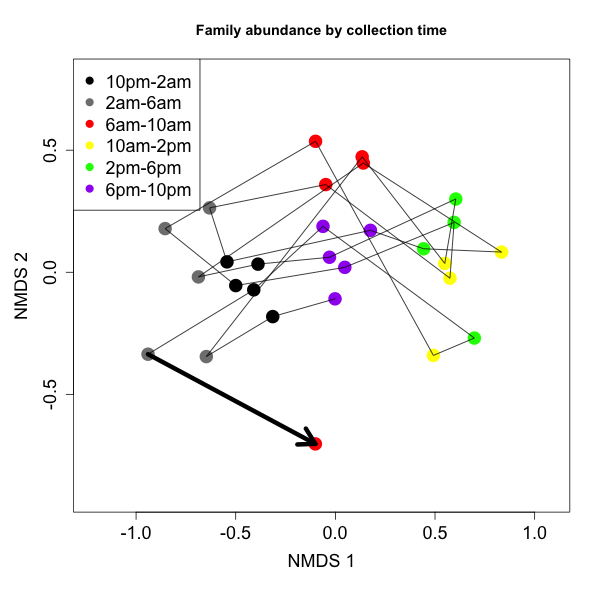 Family abundance by collection time
10pm-2am
2am-6am
6am-10am
10am-2pm
2pm-6pm
6pm-10pm
0.5
0.0
-0.5
NMDS 2
-1.0 -0.5 0.0 0.5 1.0
NMDS 1